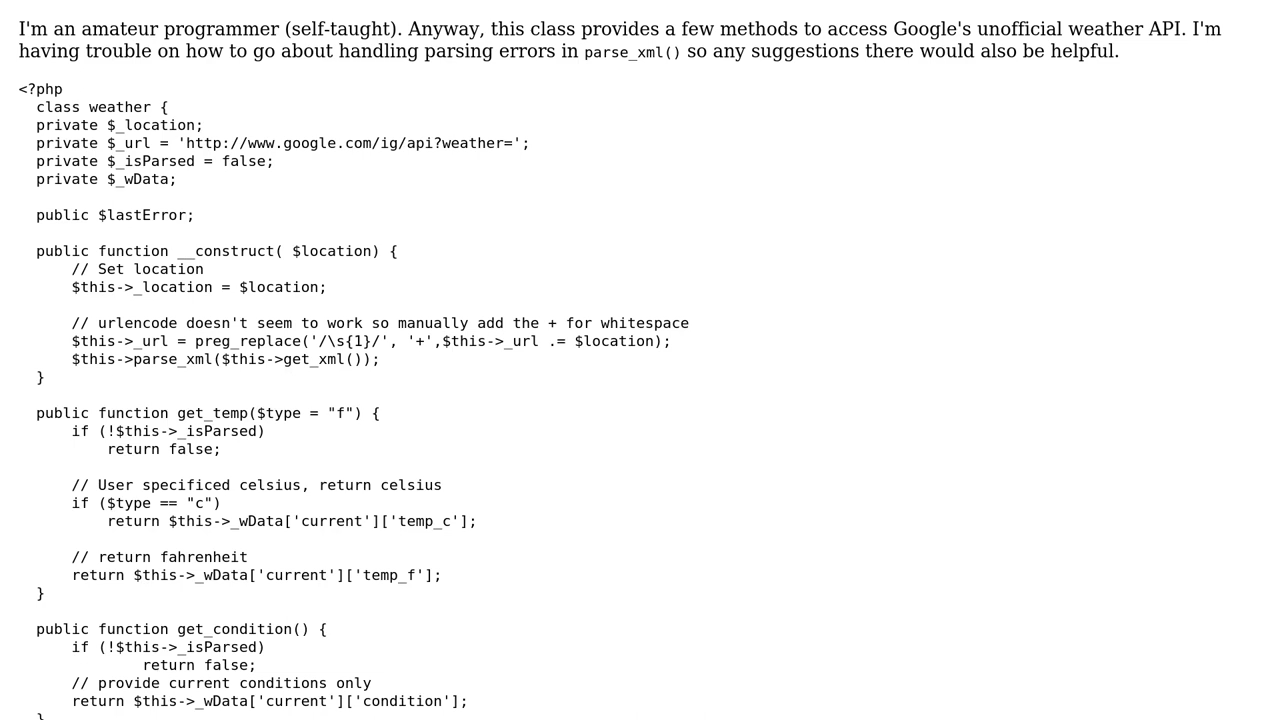 I'm an amateur programmer (self-taught). Anyway, this class provides a few methods to access Google's unofficial weather API. I'm
having trouble on how to go about handling parsing errors in parse_xml() so any suggestions there would also be helpful.
<?php
  class weather {
  private $_location;
  private $_url = 'http://www.google.com/ig/api?weather=';
  private $_isParsed = false;
  private $_wData;

  public $lastError;

  public function __construct( $location) {
      // Set location
      $this->_location = $location;

      // urlencode doesn't seem to work so manually add the + for whitespace
      $this->_url = preg_replace('/\s{1}/', '+',$this->_url .= $location);
      $this->parse_xml($this->get_xml());
  }

  public function get_temp($type = "f") {
      if (!$this->_isParsed)
          return false;

      // User specificed celsius, return celsius
      if ($type == "c")
          return $this->_wData['current']['temp_c'];

      // return fahrenheit
      return $this->_wData['current']['temp_f'];
  }

  public function get_condition() {
      if (!$this->_isParsed)
              return false;
      // provide current conditions only
      return $this->_wData['current']['condition'];
  }